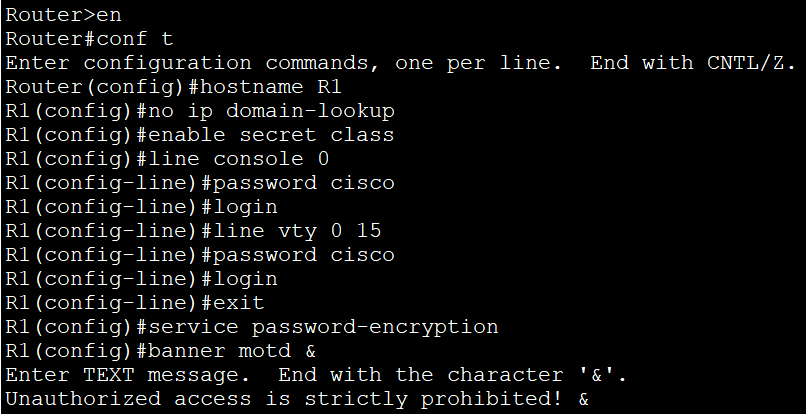 Router>en
Router#conf t
Enter configuration commands, one per line.  End with CNTL/Z.
Router(config)#hostname R1
R1(config)#no ip domain-lookup
R1(config)#enable secret class
R1(config)#line console 0
R1(config-line)#password cisco
R1(config-line)#login
R1(config-line)#line vty 0 15
R1(config-line)#password cisco
R1(config-line)#login
R1(config-line)#exit
R1(config)#service password-encryption
R1(config)#banner motd &
Enter TEXT message.  End with the character '&'.
Unauthorized access is strictly prohibited! &